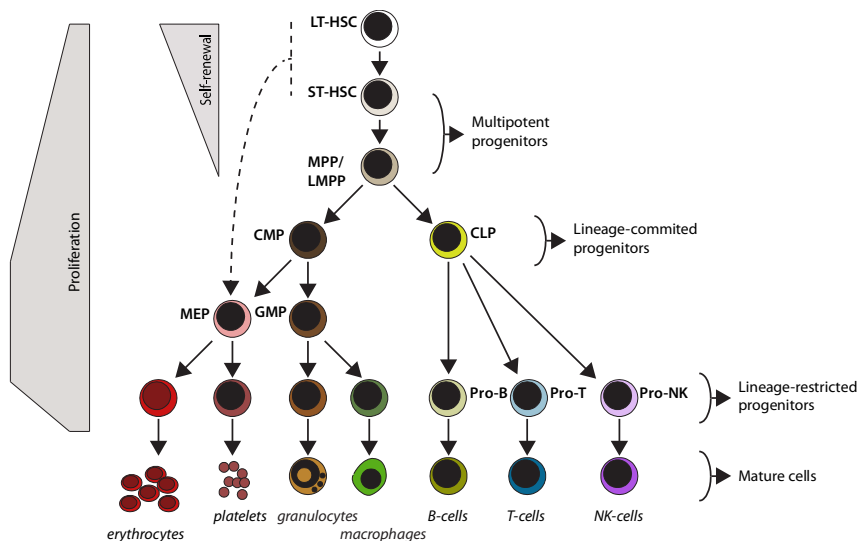 LT-HSC
Self-renewal
ST-HSC
Multipotent
progenitors
MPP/
LMPP
Proliferation
CMP
CLP
Lineage-commited
progenitors
MEP
GMP
Pro-B
Pro-T
Pro-NK
Lineage-restricted
progenitors
Mature cells
erythrocytes
platelets
granulocytes
macrophages
B-cells
T-cells
NK-cells